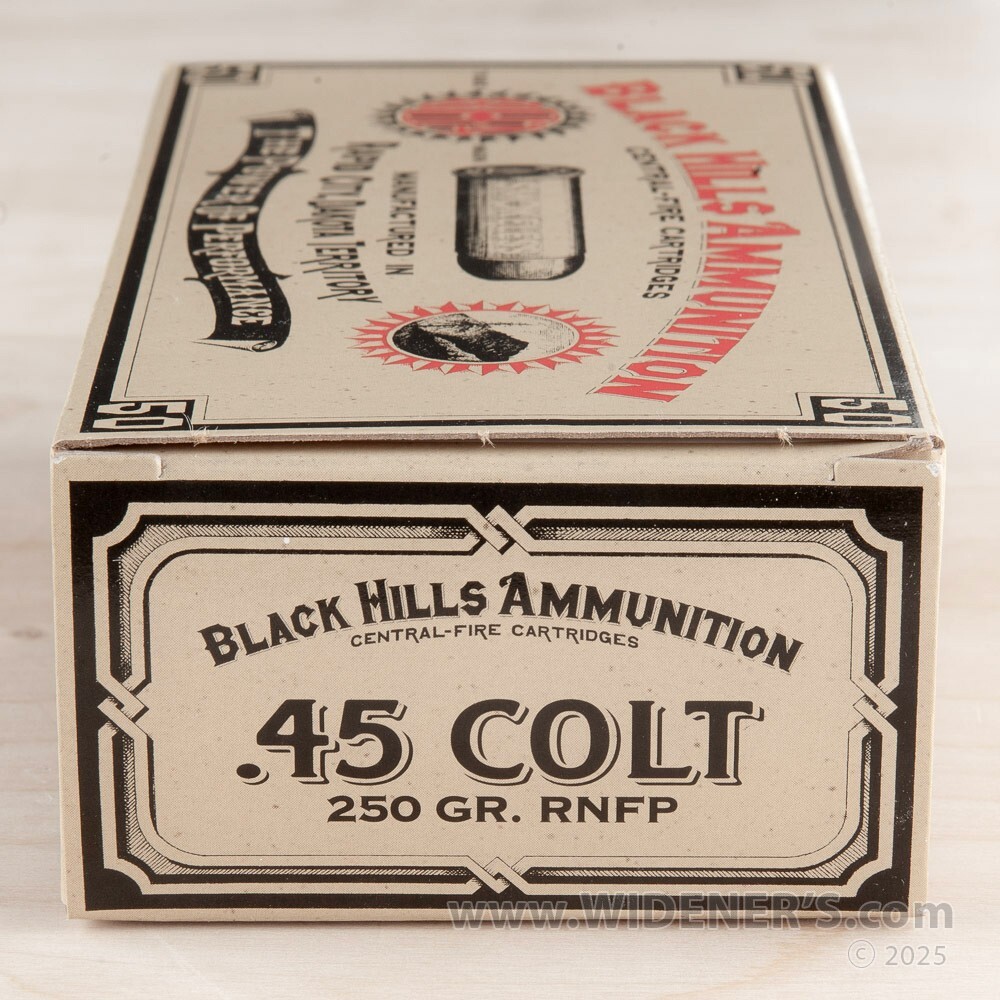 50
50
BLACK HILLS AMMUNITION
CENTRAL-FIRE CARTRIDGES
MANUFACTURED IN
RAPID CITY, DAKOTA TERRITORY
THE POWER OF PERFORMANCE
50
50
BLACK HILLS AMMUNITION
CENTRAL-FIRE CARTRIDGES
.45 COLT
250 GR. RNFP
www.WIDENER'S.com
© 2025